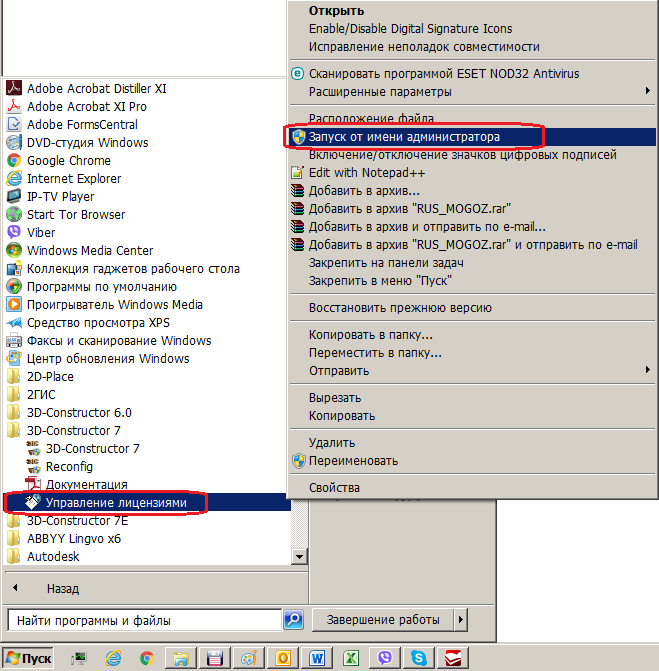 Открыть
Enable/Disable Digital Signature Icons
Исправление неполадок совместимости
Сканировать программой ESET NOD32 Antivirus
Расширенные параметры
Расположение файла
Запуск от имени администратора
Включение/отключение значков цифровых подписей
Edit with Notepad++
Добавить в архив...
Добавить в архив "RUS_MOGOZ.rar"
Добавить в архив и отправить по e-mail...
Добавить в архив "RUS_MOGOZ.rar" и отправить по e-mail
Закрепить на панели задач
Закрепить в меню "Пуск"
Восстановить прежнюю версию
Копировать в папку...
Переместить в папку...
Отправить
Вырезать
Копировать
Удалить
Переименовать
Свойства
Adobe Acrobat Distiller XI
Adobe Acrobat XI Pro
Adobe FormsCentral
DVD-студия Windows
Google Chrome
Internet Explorer
IP-TV Player
Start Tor Browser
Viber
Windows Media Center
Коллекция гаджетов рабочего стола
Программы по умолчанию
Проигрыватель Windows Media
Средство просмотра XPS
Факсы и сканирование Windows
Центр обновления Windows
2D-Place
2ГИС
3D-Constructor 6.0
3D-Constructor 7
3D-Constructor 7
Reconfig
Документация
Управление лицензиями
3D-Constructor 7E
ABBYY Lingvo x6
Autodesk
Назад
Найти программы и файлы
Завершение работы
Пуск